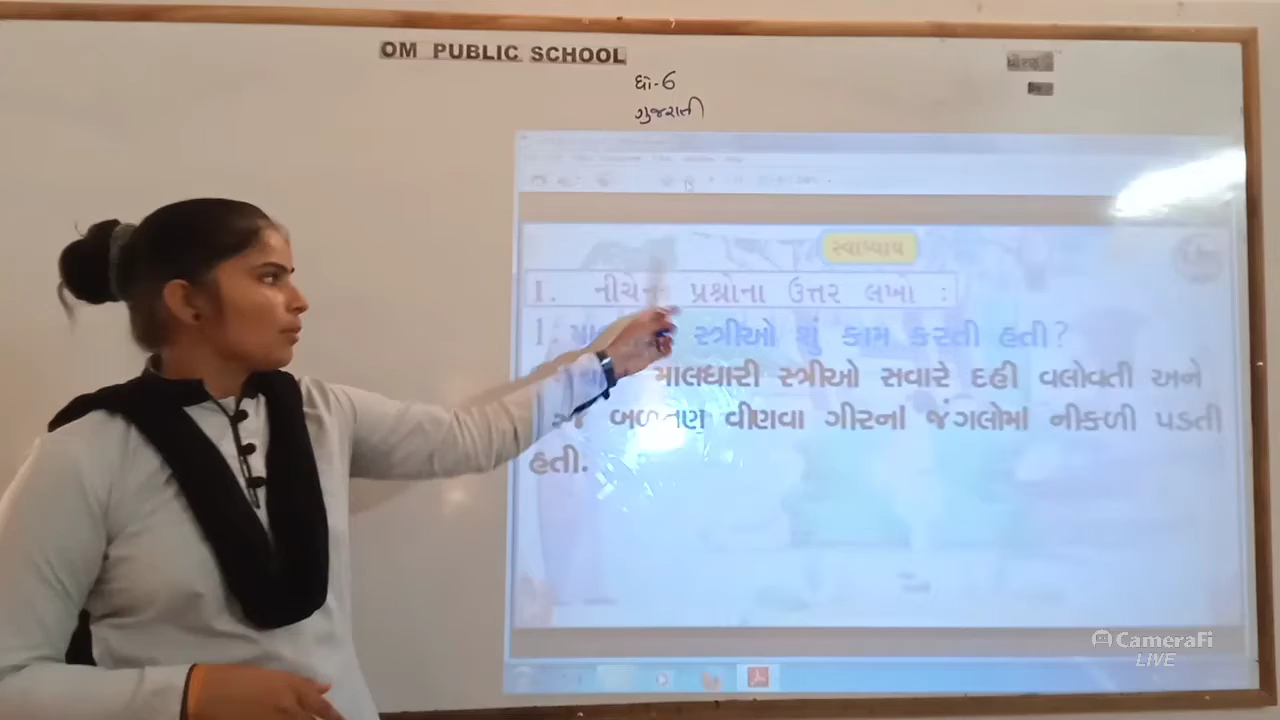 OM PUBLIC SCHOOL
ધો-6
ગુજરાતી
સ્વાધ્યાય
1. નીચેના પ્રશ્નોના ઉત્તર લખો :
1. સ્ત્રીઓ શું કામ કરતી હતી?
માલધારી સ્ત્રીઓ સવારે દહી વલોવતી અને
બળતણ વીણવા ગીરનાં જંગલોમાં નીકળી પડતી
હતી.
CameraFi
LIVE